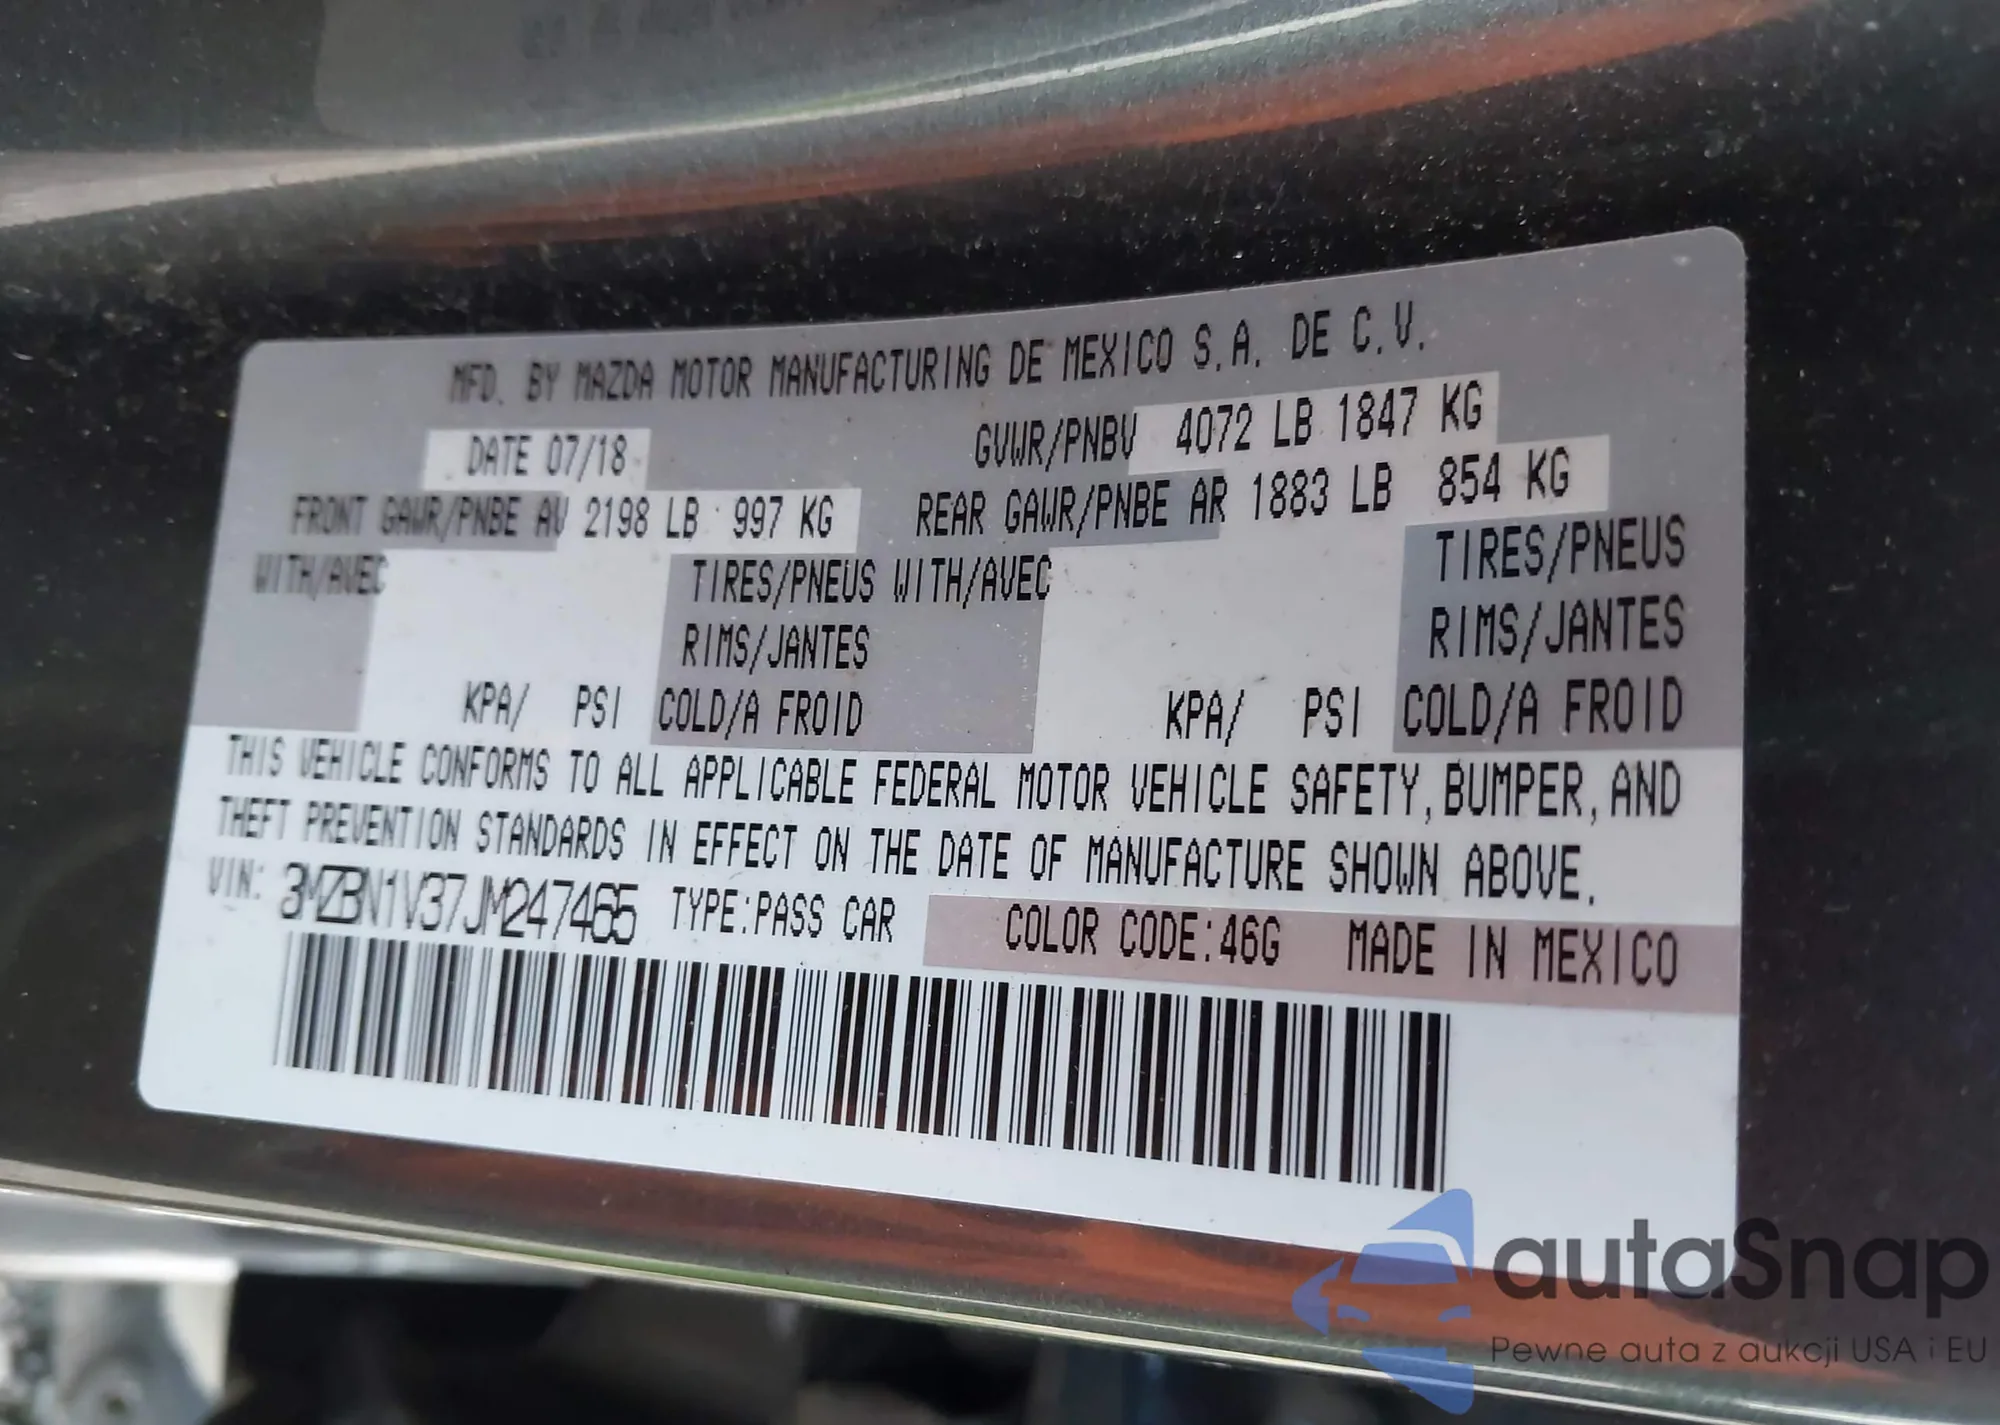 MFD. BY MAZDA MOTOR MANUFACTURING DE MEXICO S.A. DE C.V.
DATE 07/18 GVWR/PNBV 4072 LB 1847 KG
FRONT GAWR/PNBE AV 2198 LB 997 KG REAR GAWR/PNBE AR 1883 LB 854 KG
WITH/AVEC TIRES/PNEUS WITH/AVEC TIRES/PNEUS
RIMS/JANTES RIMS/JANTES
KPA/ PSI COLD/A FROID KPA/ PSI COLD/A FROID
THIS VEHICLE CONFORMS TO ALL APPLICABLE FEDERAL MOTOR VEHICLE SAFETY, BUMPER, AND
THEFT PREVENTION STANDARDS IN EFFECT ON THE DATE OF MANUFACTURE SHOWN ABOVE.
VIN: 3MZBN1V37JM247465 TYPE:PASS CAR COLOR CODE:46G MADE IN MEXICO
autaSnap
Pewne auta z aukcji USA i EU